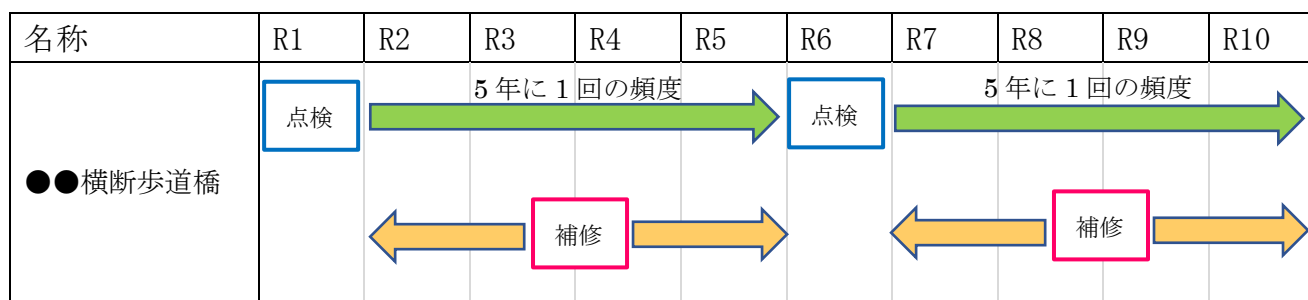 名称 R1 R2 R3 R4 R5 R6 R7 R8 R9 R10
5年に1回の頻度 5年に1回の頻度
点検 点検
●●横断歩道橋
補修 補修